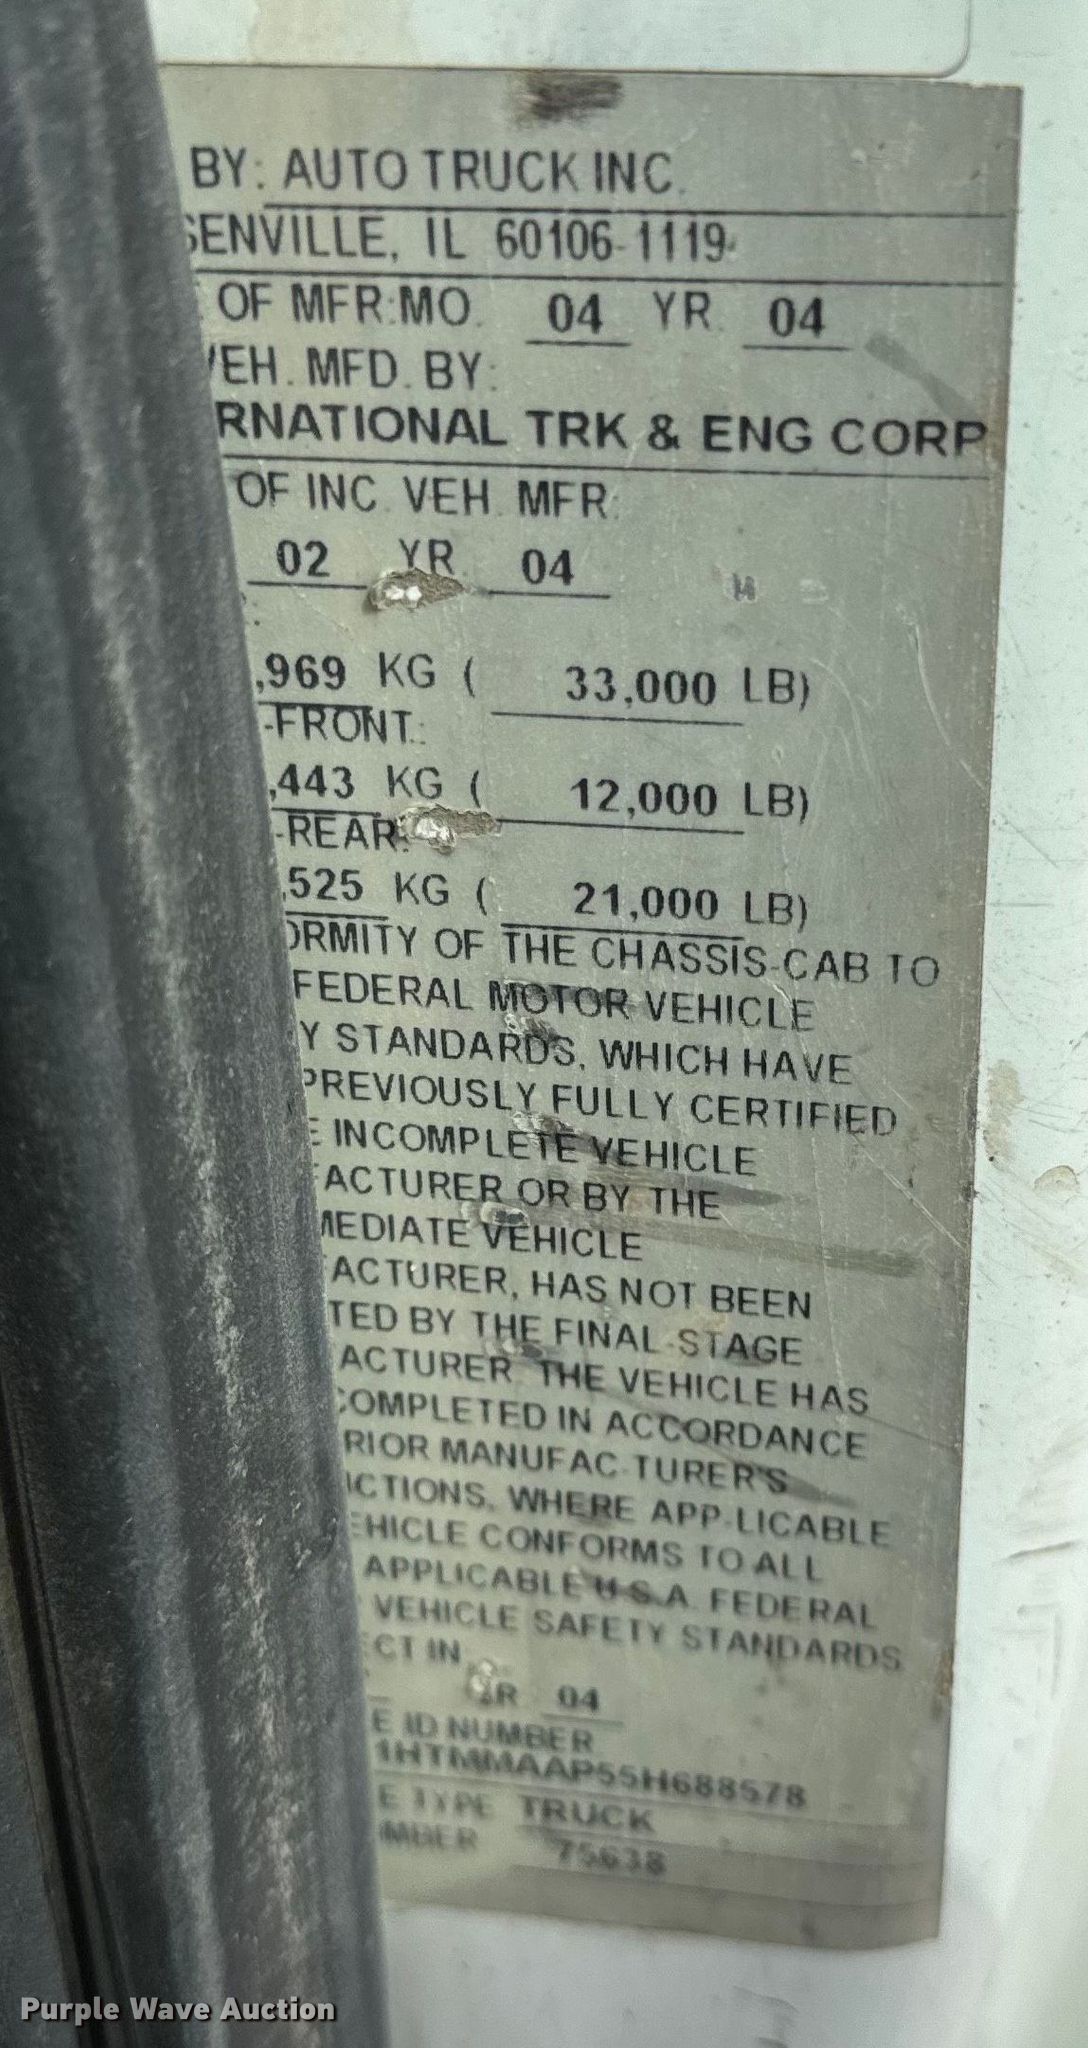 BY: AUTO TRUCK INC.
SENVILLE, IL 60106-1119
OF MFR:MO. 04 YR. 04
VEH. MFD. BY:
RNATIONAL TRK & ENG CORP
OF INC. VEH. MFR:
02 YR. 04
,969 KG ( 33,000 LB)
-FRONT:
,443 KG ( 12,000 LB)
-REAR:
,525 KG ( 21,000 LB)
ORMITY OF THE CHASSIS-CAB TO
FEDERAL MOTOR VEHICLE
Y STANDARDS, WHICH HAVE
PREVIOUSLY FULLY CERTIFIED
E INCOMPLETE VEHICLE
FACTURER OR BY THE
MEDIATE VEHICLE
FACTURER, HAS NOT BEEN
TED BY THE FINAL-STAGE
ACTURER. THE VEHICLE HAS
COMPLETED IN ACCORDANCE
RIOR MANUFAC-TURER'S
CTIONS, WHERE APP-LICABLE
EHICLE CONFORMS TO ALL
APPLICABLE U.S.A. FEDERAL
VEHICLE SAFETY STANDARDS
ECT IN
YR 04
E ID NUMBER
1HTMMAAP55H688578
E TYPE TRUCK
MBER 75638
Purple Wave Auction